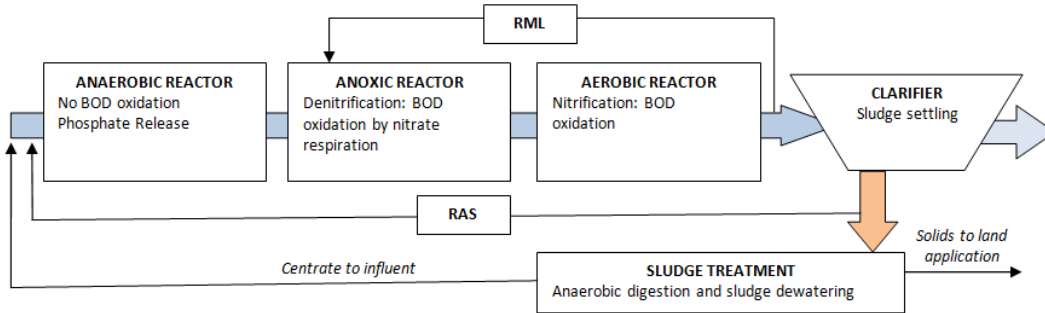 RML
ANAEROBIC REACTOR
No BOD oxidation
Phosphate Release
ANOXIC REACTOR
Denitrification: BOD
oxidation by nitrate
respiration
AEROBIC REACTOR
Nitrification: BOD
oxidation
CLARIFIER
Sludge settling
RAS
Centrate to influent
SLUDGE TREATMENT
Anaerobic digestion and sludge dewatering
Solids to land
application